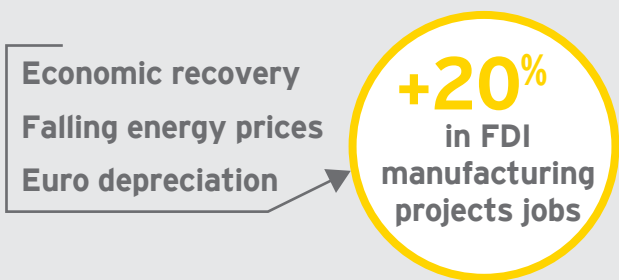 Economic recovery
Falling energy prices
Euro depreciation
+20%
in FDI
manufacturing
projects jobs